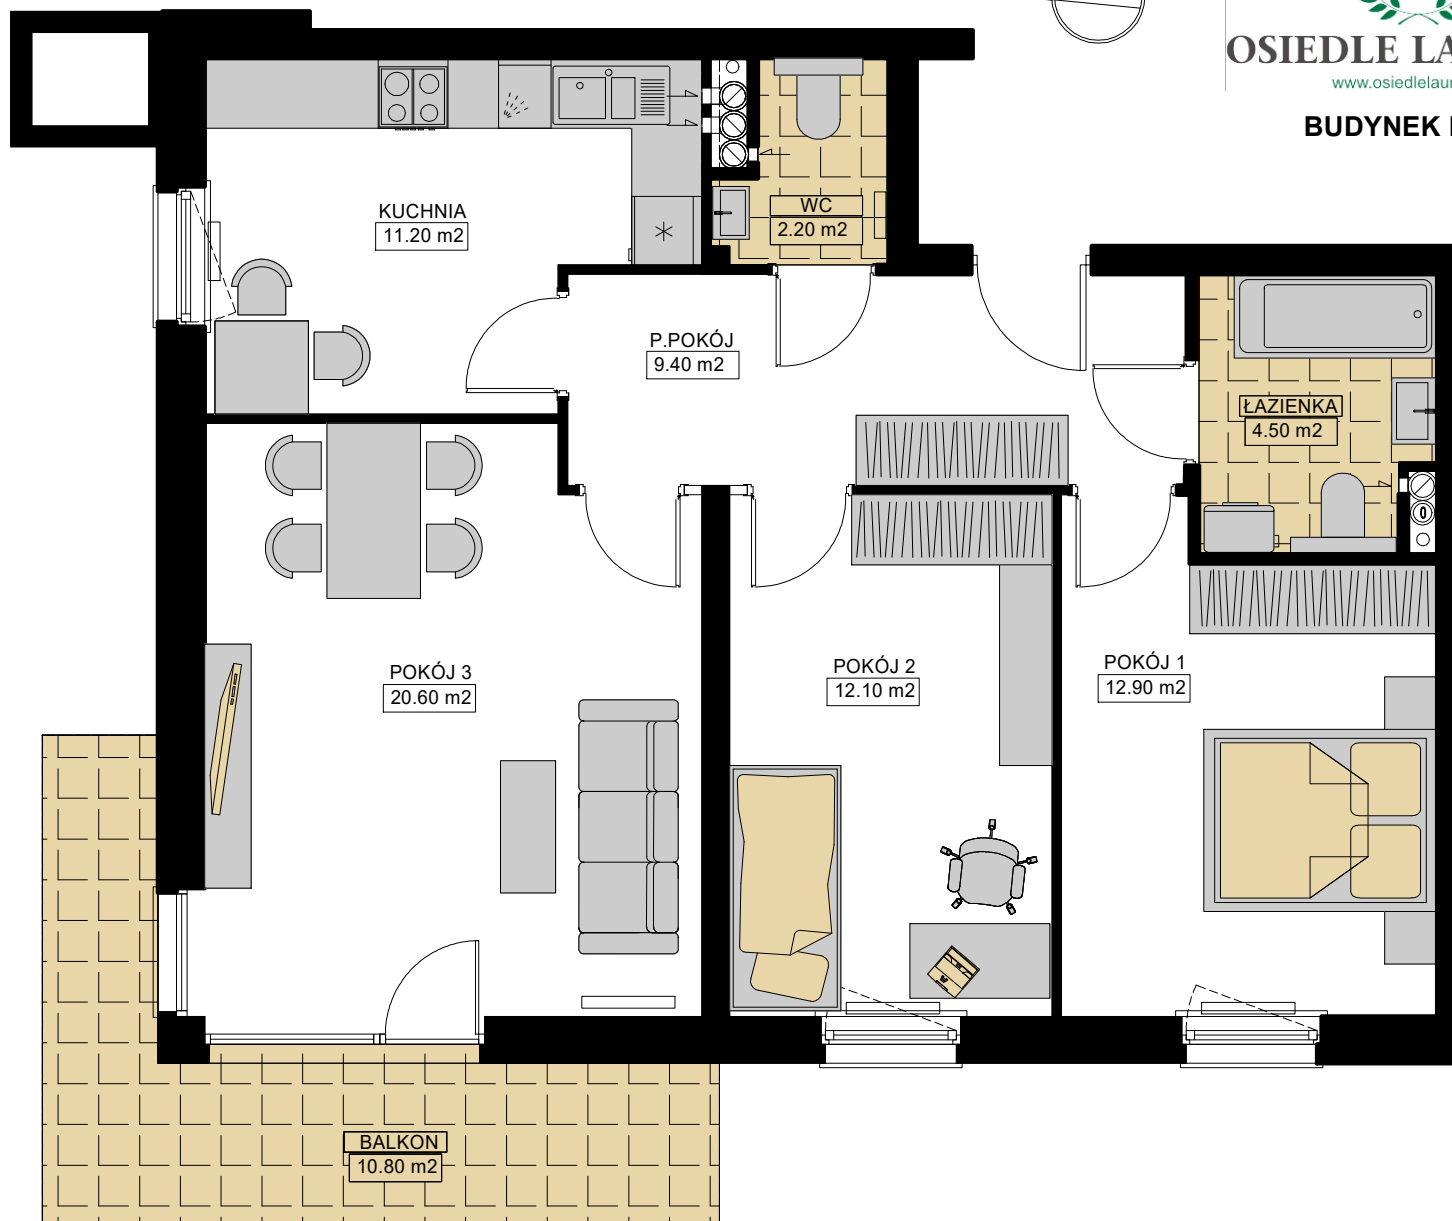 OSIEDLE LA
www.osiedlelaur
BUDYNEK
KUCHNIA
11.20 m2
WC
2.20 m2
P.POKÓJ
9.40 m2
ŁAZIENKA
4.50 m2
POKÓJ 3
20.60 m2
POKÓJ 2
12.10 m2
POKÓJ 1
12.90 m2
BALKON
10.80 m2